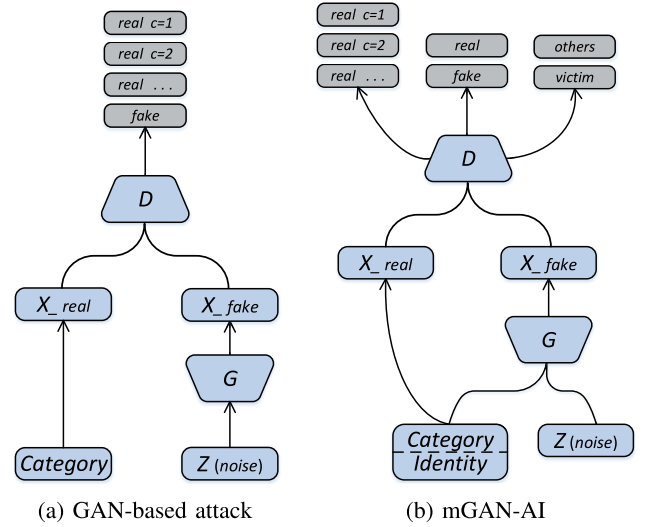 real c=1
real c=2
real ...
fake
D
X_ real
X_ fake
G
Category
Z (noise)
(a) GAN-based attack
real c=1
real c=2
real ...
real
fake
others
victim
D
X_ real
X_ fake
G
Category
Identity
Z (noise)
(b) mGAN-AI